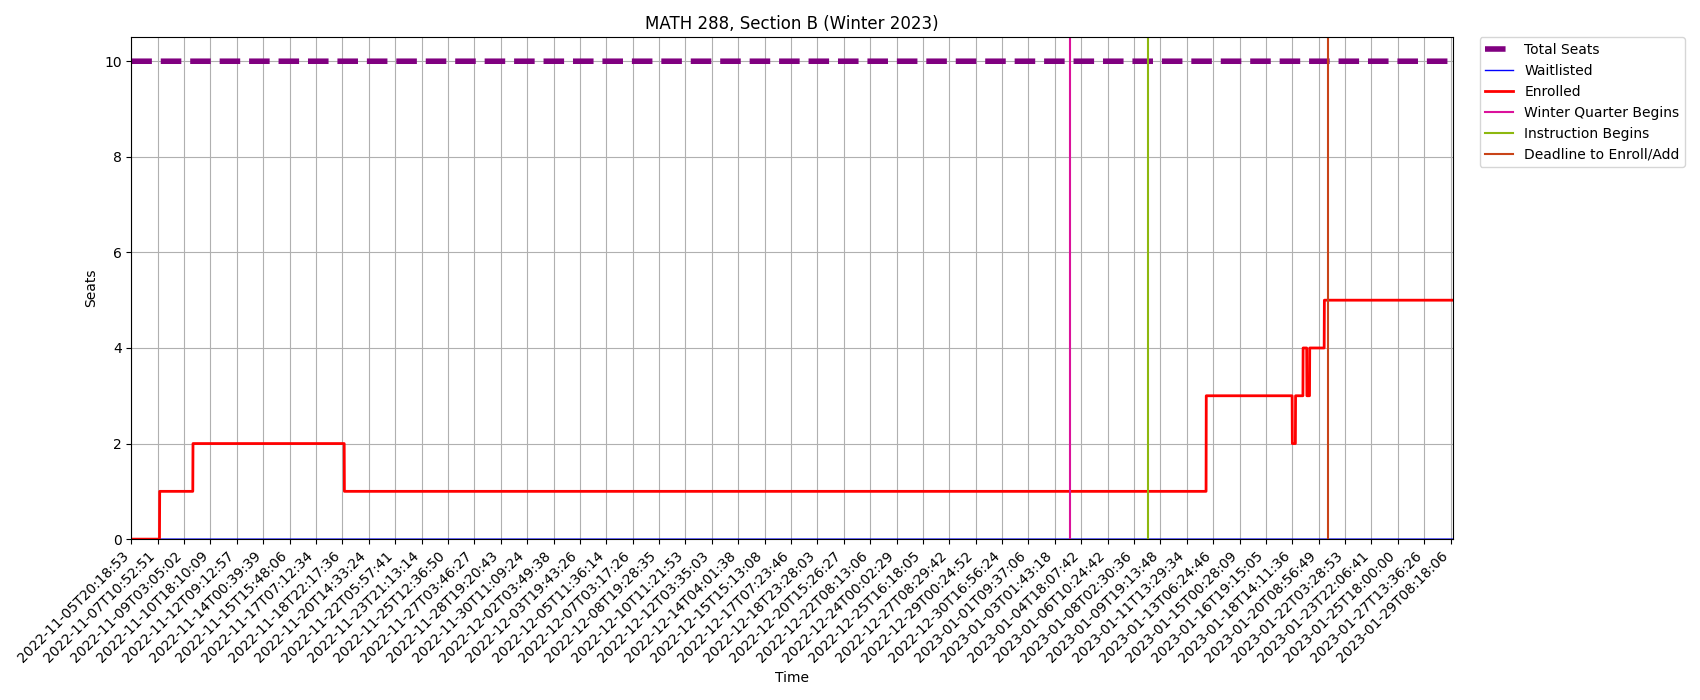 MATH 288, Section B (Winter 2023)
Total Seats
Waitlisted
Enrolled
Winter Quarter Begins
Instruction Begins
Deadline to Enroll/Add
Seats
10
8
6
4
2
0
2022-11-05T20:18:53
2022-11-07T10:52:51
2022-11-09T03:05:02
2022-11-10T18:10:09
2022-11-12T09:12:57
2022-11-14T00:39:39
2022-11-15T15:48:06
2022-11-17T07:12:34
2022-11-18T22:17:36
2022-11-20T14:33:24
2022-11-22T05:57:41
2022-11-23T21:13:14
2022-11-25T12:36:50
2022-11-27T03:46:27
2022-11-28T19:20:43
2022-11-30T11:09:24
2022-12-02T03:49:38
2022-12-03T19:43:26
2022-12-05T11:36:14
2022-12-07T03:17:26
2022-12-08T19:28:35
2022-12-10T11:21:53
2022-12-12T03:35:03
2022-12-14T04:01:38
2022-12-15T15:13:08
2022-12-17T07:23:46
2022-12-18T23:28:03
2022-12-20T15:26:27
2022-12-22T08:13:06
2022-12-24T00:02:29
2022-12-25T16:18:05
2022-12-27T08:29:42
2022-12-29T00:24:52
2022-12-30T16:56:24
2023-01-01T09:37:06
2023-01-03T01:43:18
2023-01-04T18:07:42
2023-01-06T10:24:42
2023-01-08T02:30:36
2023-01-09T19:13:48
2023-01-11T13:29:34
2023-01-13T06:24:46
2023-01-15T00:28:09
2023-01-16T19:15:05
2023-01-18T14:11:36
2023-01-20T08:56:49
2023-01-22T03:28:53
2023-01-23T22:06:41
2023-01-25T18:00:00
2023-01-27T13:36:26
2023-01-29T08:18:06
Time